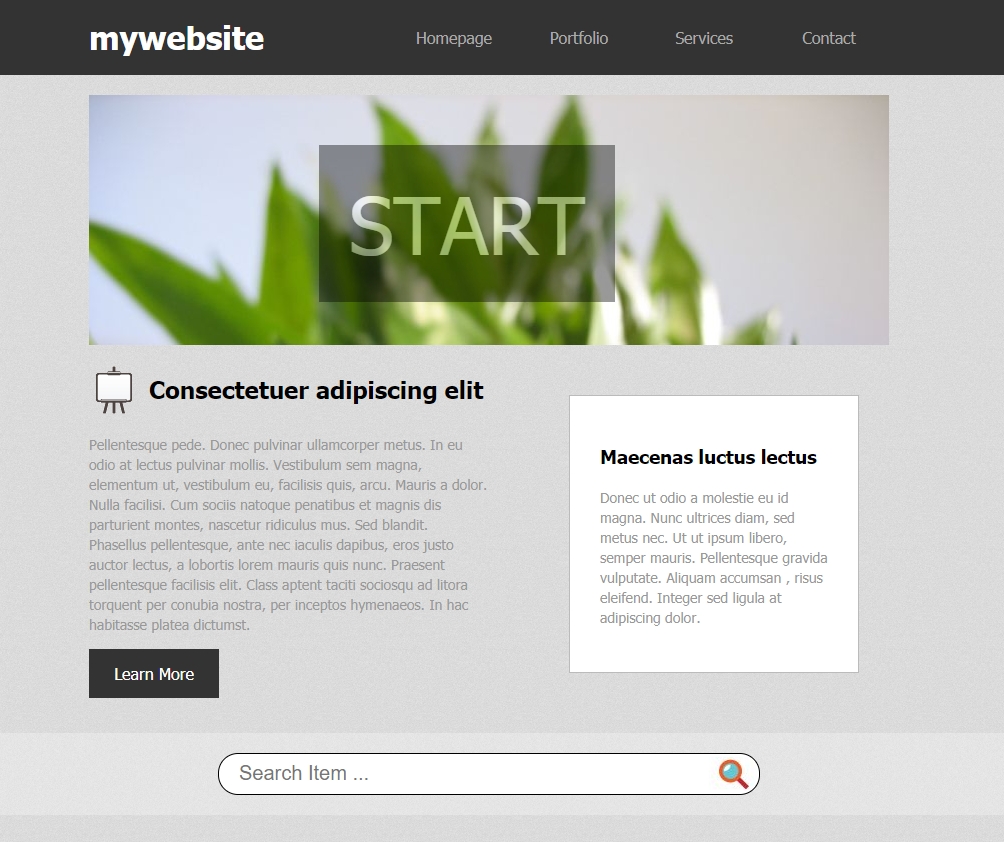 mywebsite
Homepage Portfolio Services Contact
START
Consectetuer adipiscing elit
Pellentesque pede. Donec pulvinar ullamcorper metus. In eu
odio at lectus pulvinar mollis. Vestibulum sem magna,
elementum ut, vestibulum eu, facilisis quis, arcu. Mauris a dolor.
Nulla facilisi. Cum sociis natoque penatibus et magnis dis
parturient montes, nascetur ridiculus mus. Sed blandit.
Phasellus pellentesque, ante nec iaculis dapibus, eros justo
auctor lectus, a lobortis lorem mauris quis nunc. Praesent
pellentesque facilisis elit. Class aptent taciti sociosqu ad litora
torquent per conubia nostra, per inceptos hymenaeos. In hac
habitasse platea dictumst.
Learn More
Maecenas luctus lectus
Donec ut odio a molestie eu id
magna. Nunc ultrices diam, sed
metus nec. Ut ut ipsum libero,
semper mauris. Pellentesque gravida
vulputate. Aliquam accumsan , risus
eleifend. Integer sed ligula at
adipiscing dolor.
Search Item ...